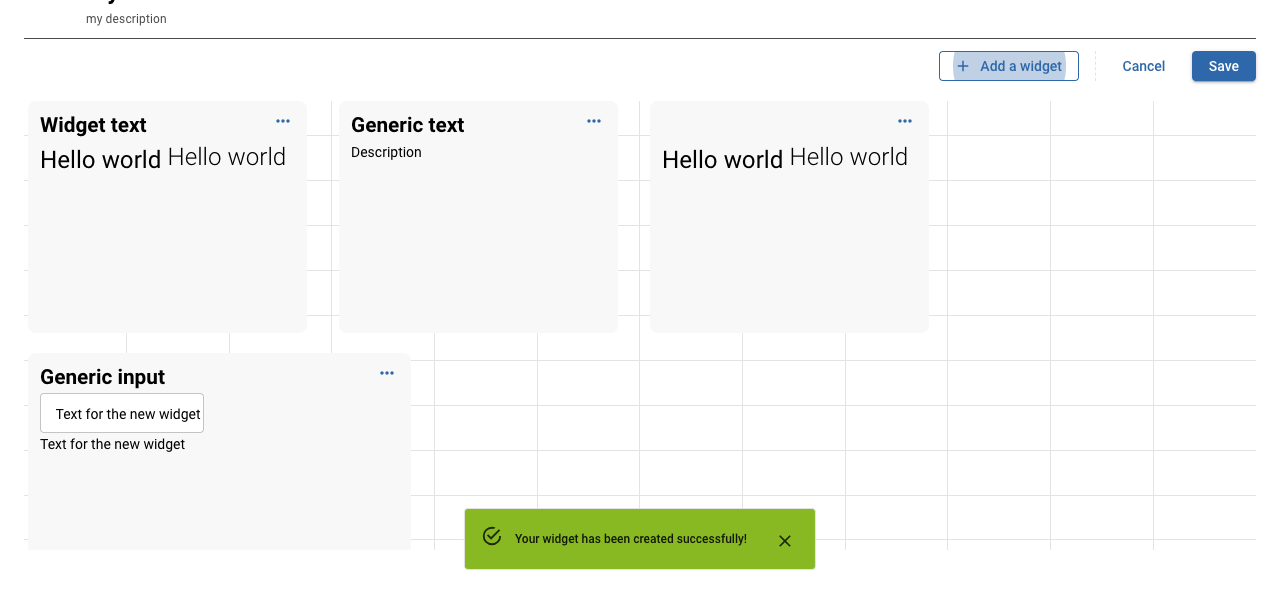 my description
Add a widget
Cancel
Save
Widget text
Hello world Hello world
Generic text
Description
Hello world Hello world
Generic input
Text for the new widget
Text for the new widget
Your widget has been created successfully!